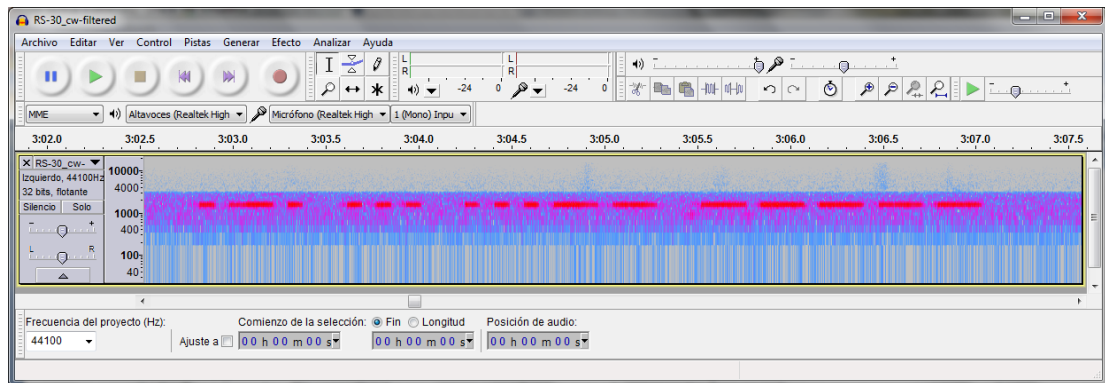 RS-30_cw-filtered
Archivo Editar Ver Control Pistas Generar Efecto Analizar Ayuda
L
R
-24 0
L
R
-24 0
MME Altavoces (Realtek High Micrófono (Realtek High 1 (Mono) Inpu
3:02.0 3:02.5 3:03.0 3:03.5 3:04.0 3:04.5 3:05.0 3:05.5 3:06.0 3:06.5 3:07.0 3:07.5
RS-30_cw-
Izquierdo, 44100Hz
32 bits, flotante
Silencio Solo
- +
L R
10000
4000
1000
400
100
40
Frecuencia del proyecto (Hz): Comienzo de la selección: Fin Longitud Posición de audio:
44100 Ajuste a 00 h 00 m 00 s 00 h 00 m 00 s 00 h 00 m 00 s